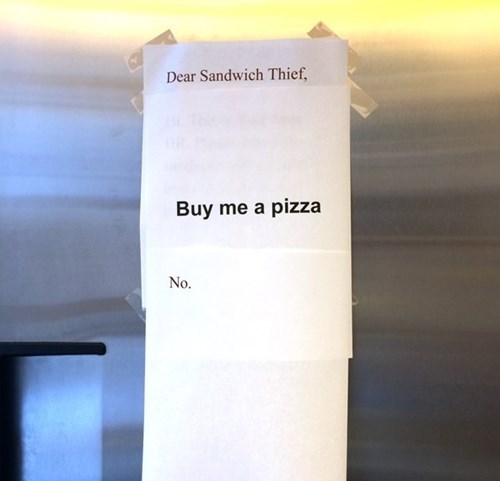 Dear Sandwich Thief,
Buy me a pizza
No.